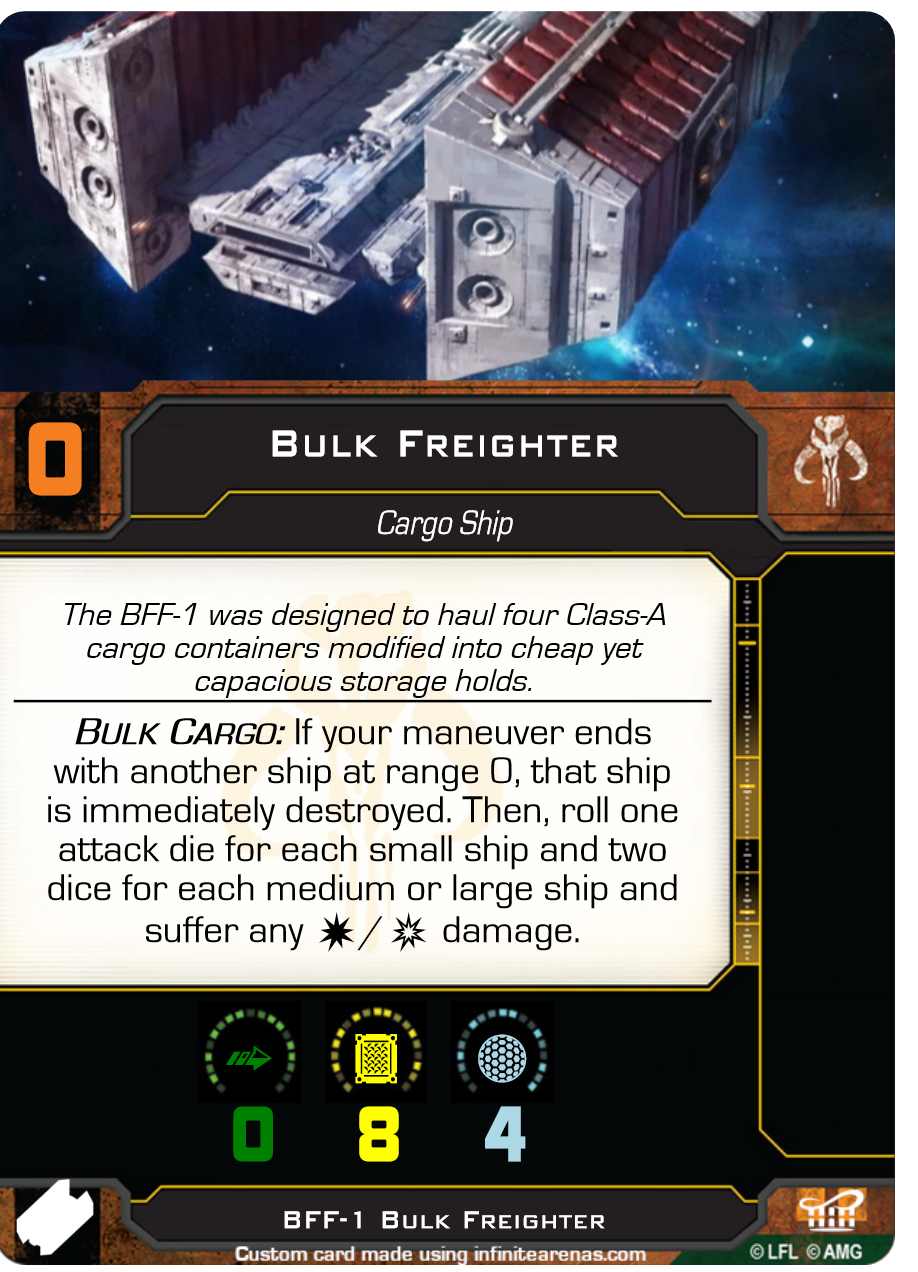 0
Bulk Freighter
Cargo Ship
The BFF-1 was designed to haul four Class-A
cargo containers modified into cheap yet
capacious storage holds.
Bulk Cargo: If your maneuver ends
with another ship at range 0, that ship
is immediately destroyed. Then, roll one
attack die for each small ship and two
dice for each medium or large ship and
suffer any / damage.
0 8 4
BFF-1 Bulk Freighter
Custom card made using infinitearenas.com
© LFL © AMG